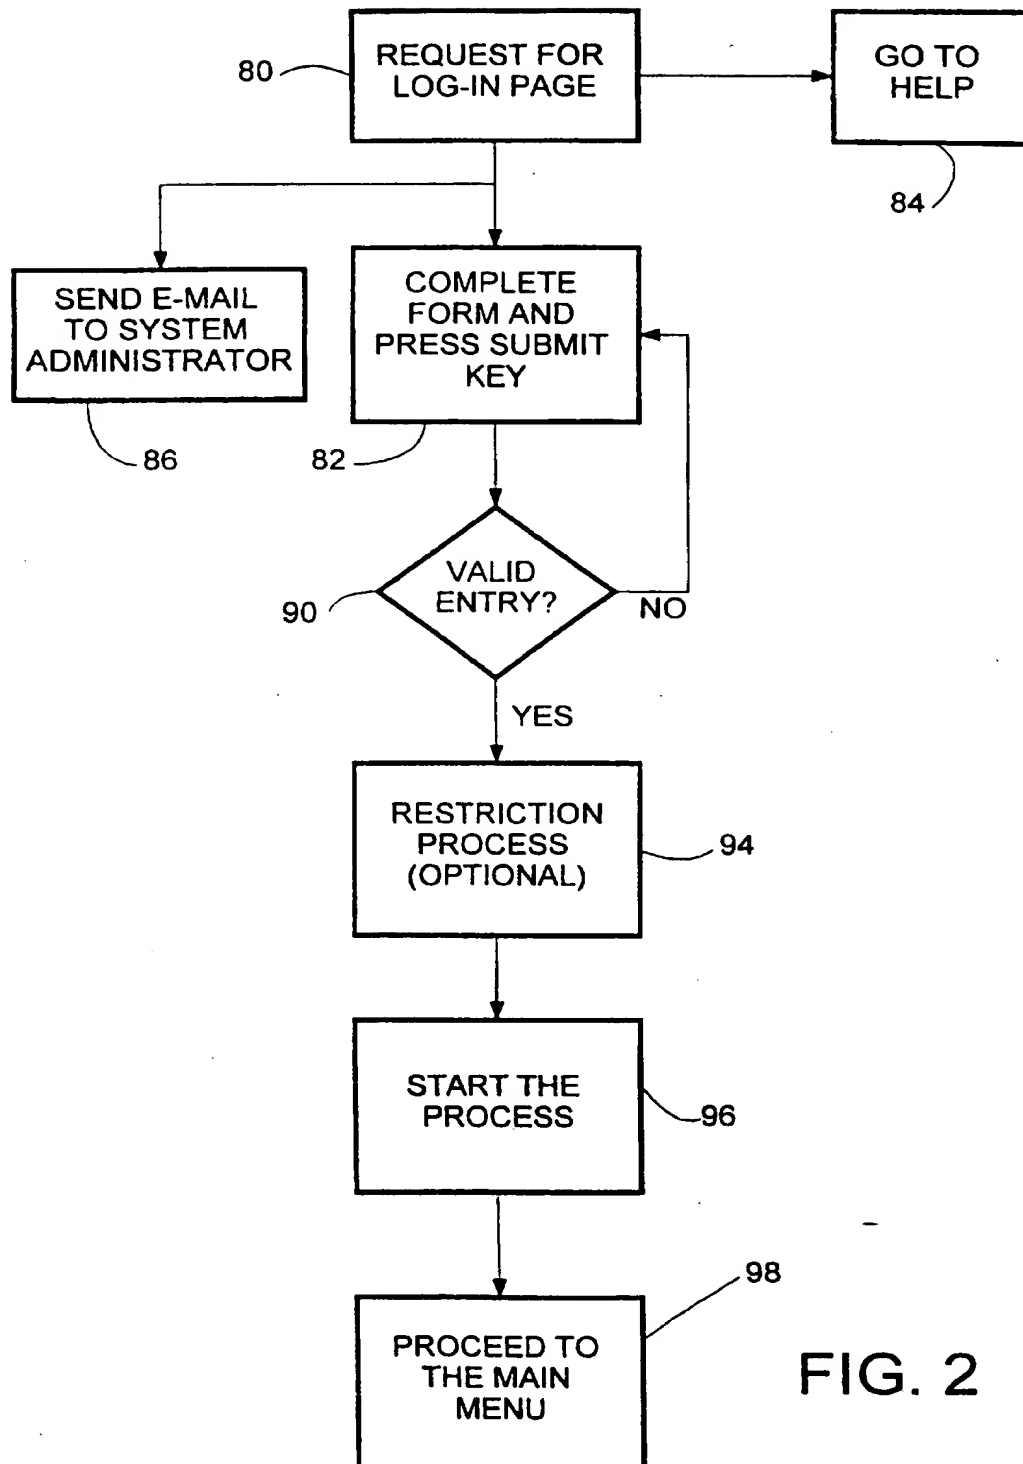 80
REQUEST FOR
LOG-IN PAGE
GO TO
HELP
84
SEND E-MAIL
TO SYSTEM
ADMINISTRATOR
86
COMPLETE
FORM AND
PRESS SUBMIT
KEY
82
VALID
ENTRY?
90
NO
YES
RESTRICTION
PROCESS
(OPTIONAL)
94
START THE
PROCESS
96
98
PROCEED TO
THE MAIN
MENU
FIG. 2